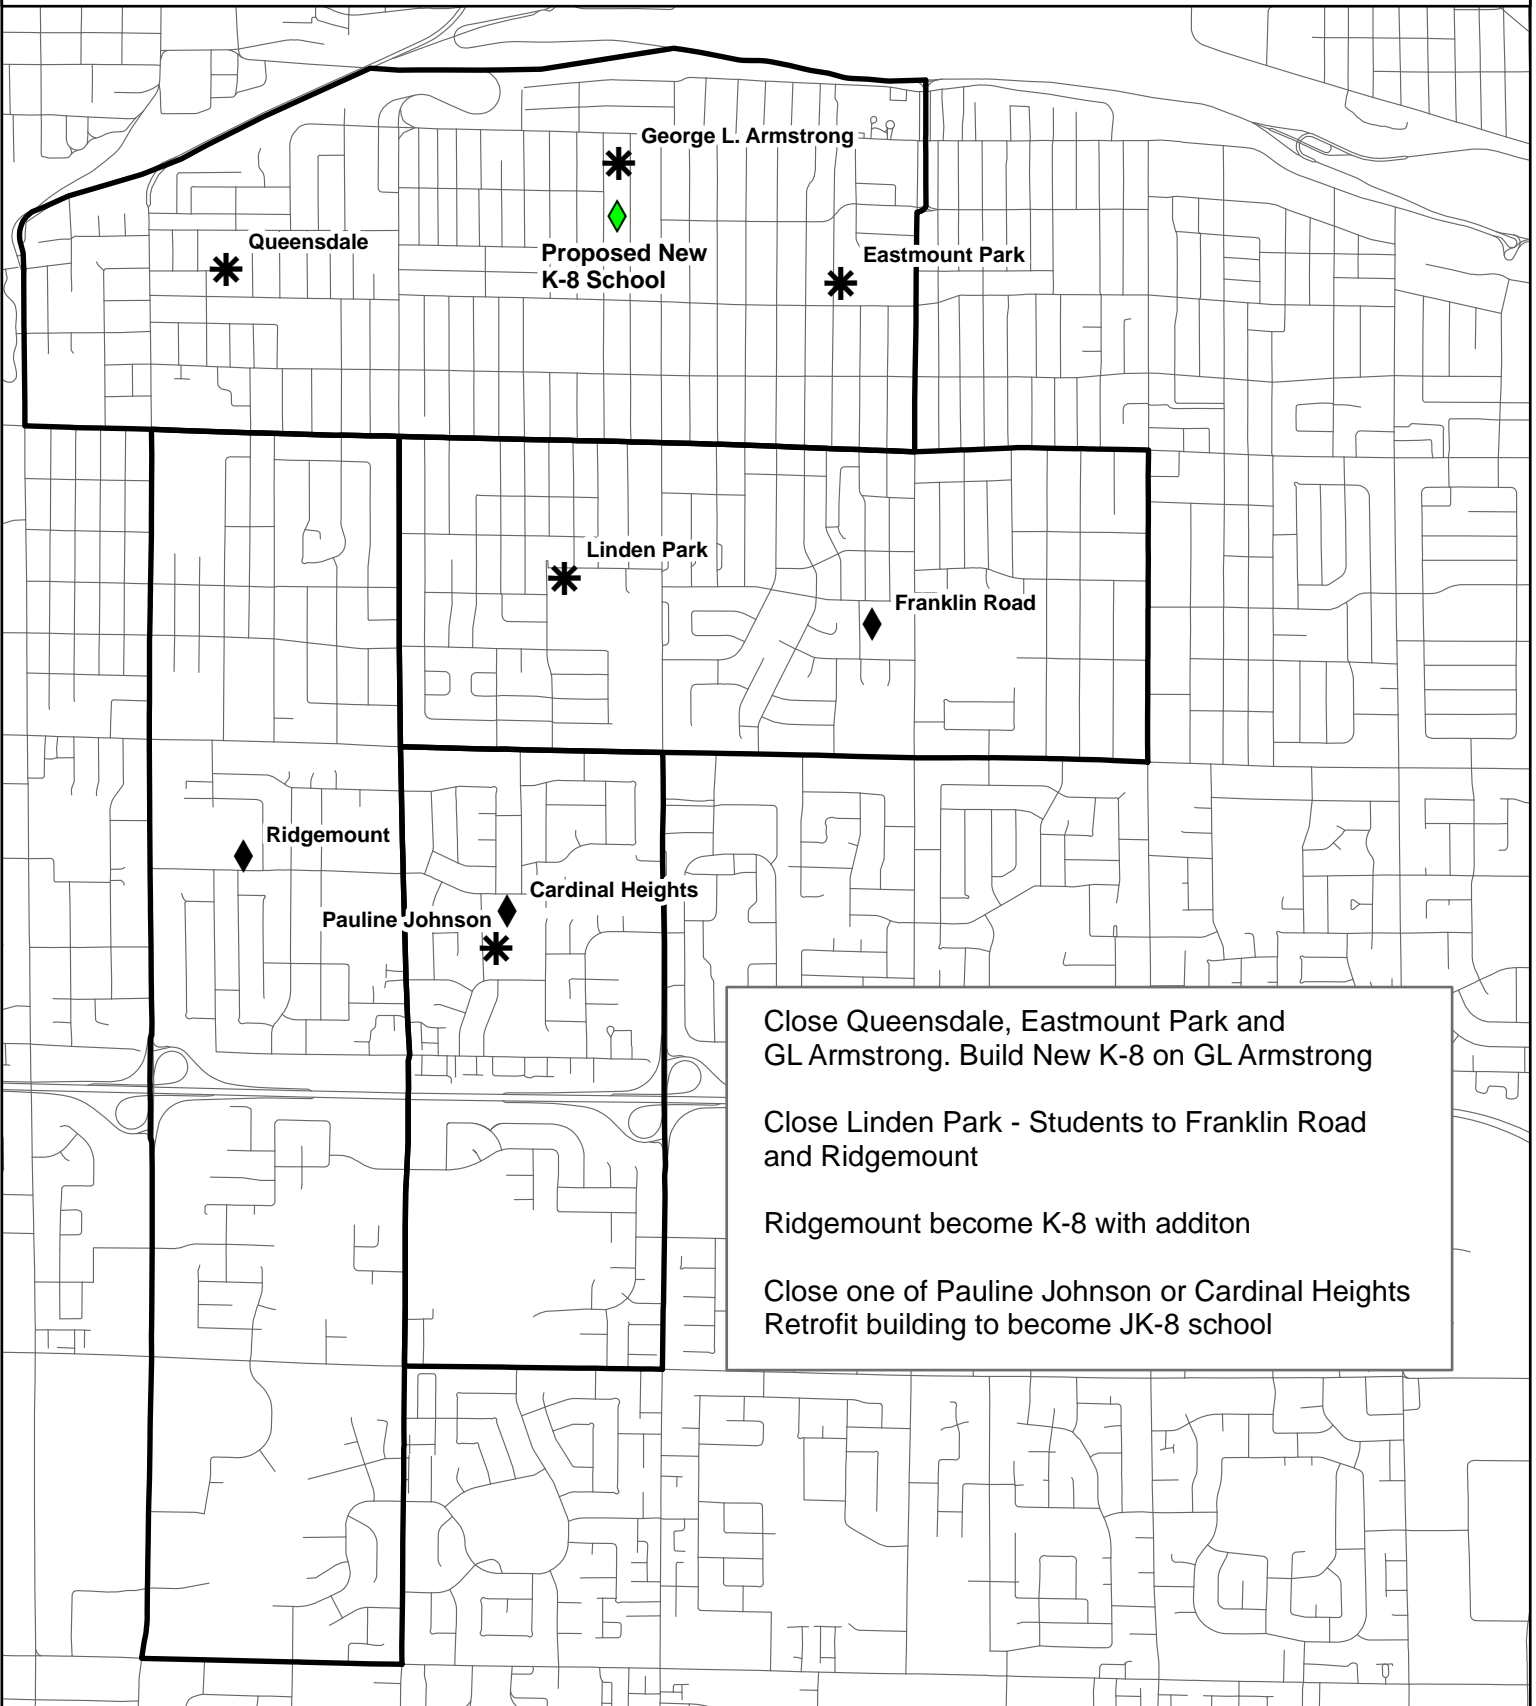 George L. Armstrong
Queensdale
Proposed New
K-8 School
Eastmount Park
Linden Park
Franklin Road
Ridgemount
Cardinal Heights
Pauline Johnson
Close Queensdale, Eastmount Park and
GL Armstrong. Build New K-8 on GL Armstrong
Close Linden Park - Students to Franklin Road
and Ridgemount
Ridgemount become K-8 with additon
Close one of Pauline Johnson or Cardinal Heights
Retrofit building to become JK-8 school